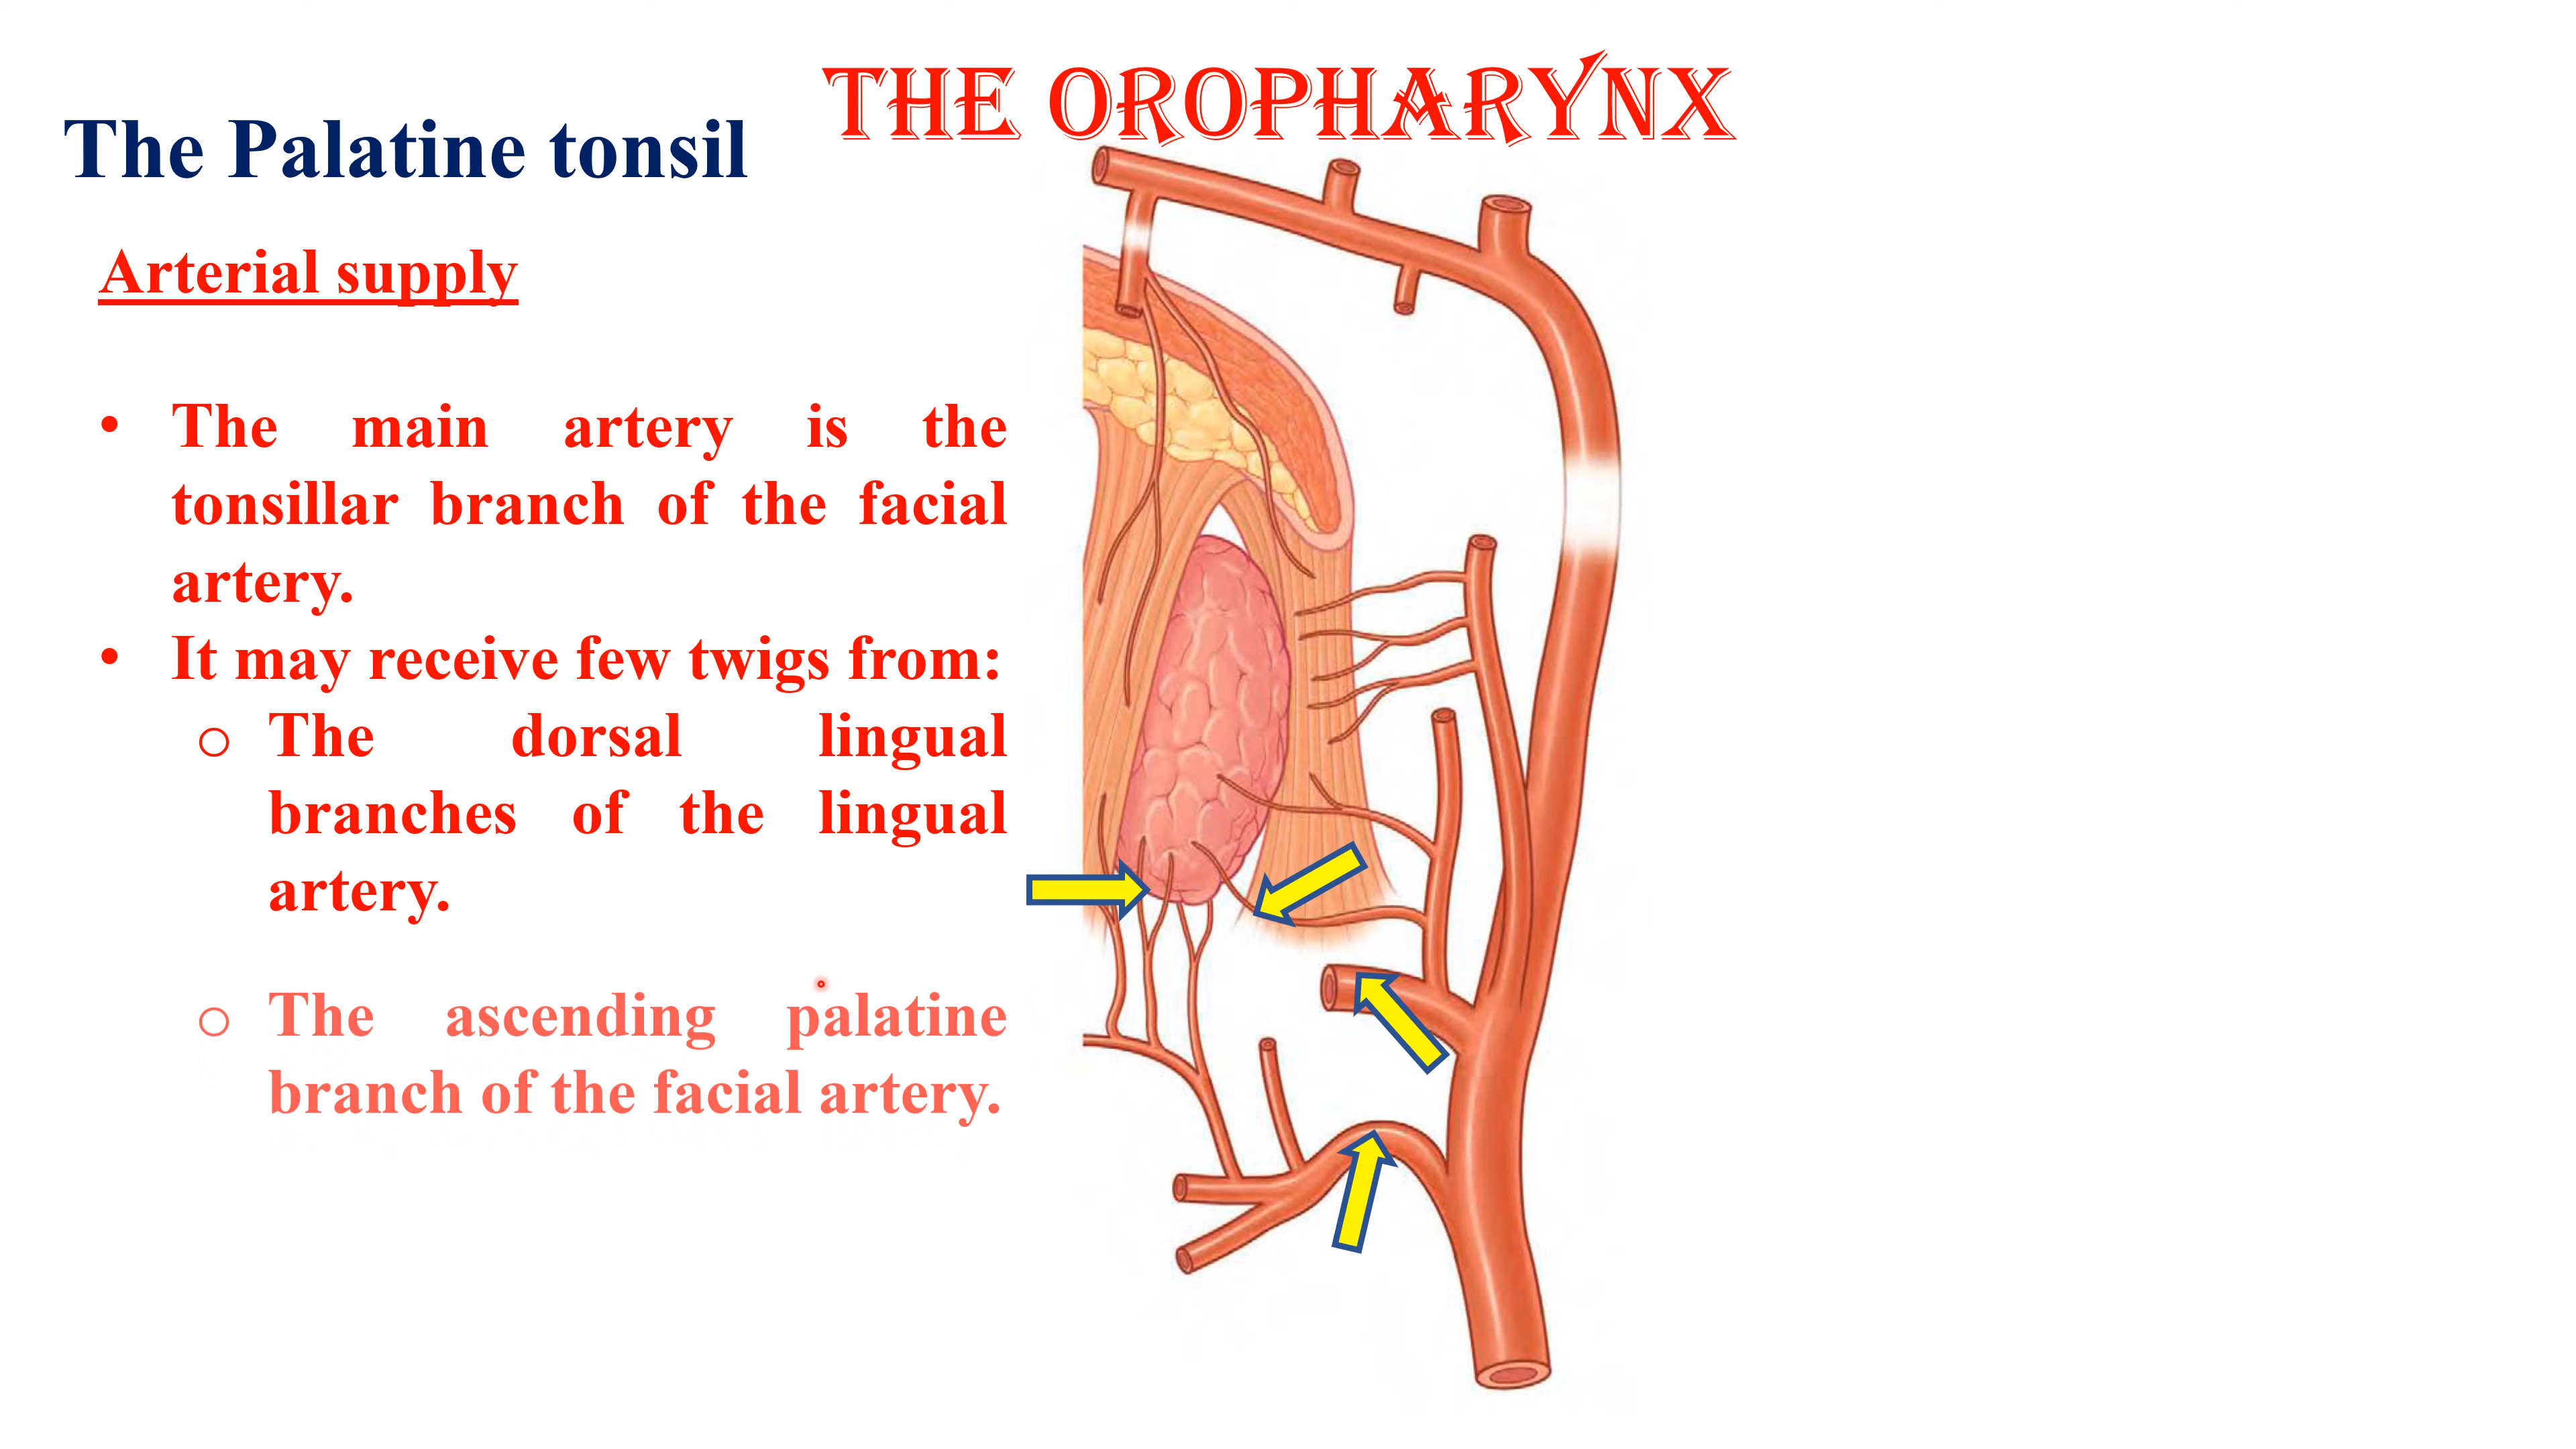 THE OROPHARYNX
The Palatine tonsil
Arterial supply
• The main artery is the
tonsillar branch of the facial
artery.
• It may receive few twigs from:
o The dorsal lingual
branches of the lingual
artery.
o The ascending palatine
branch of the facial artery.